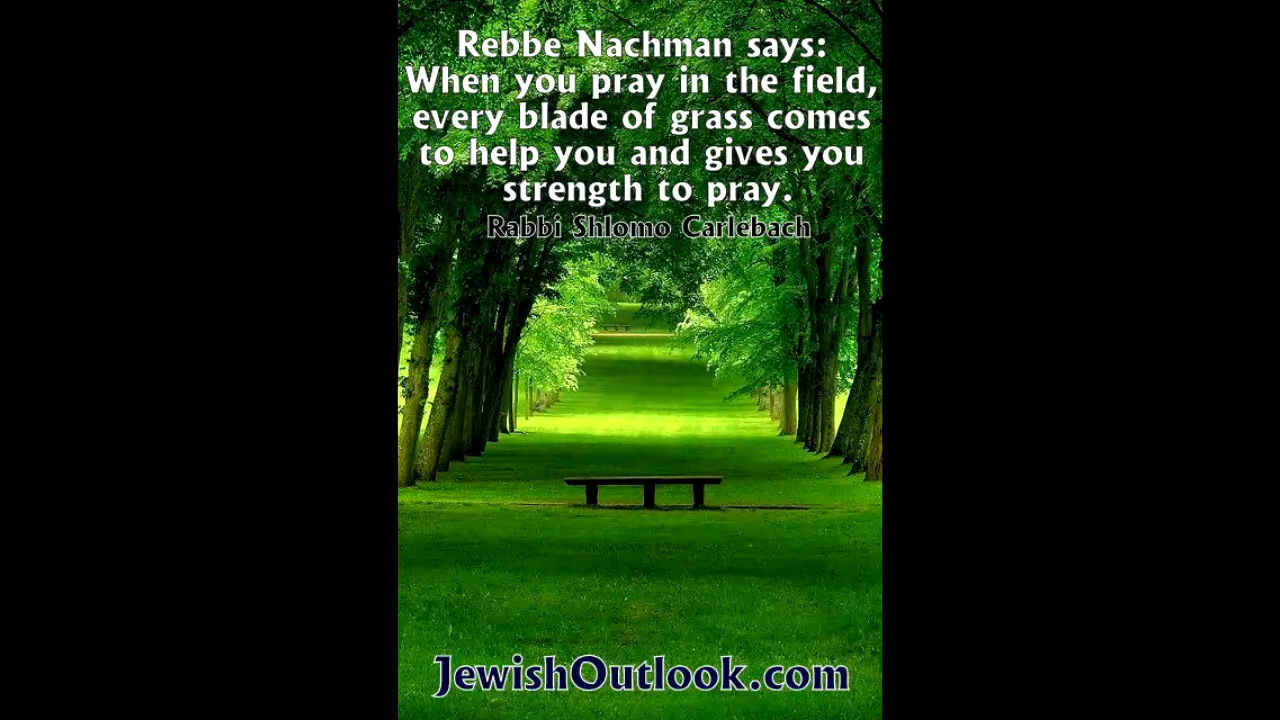 Rebbe Nachman says:
When you pray in the field,
every blade of grass comes
to help you and gives you
strength to pray.
Rabbi Shlomo Carlebach
JewishOutlook.com